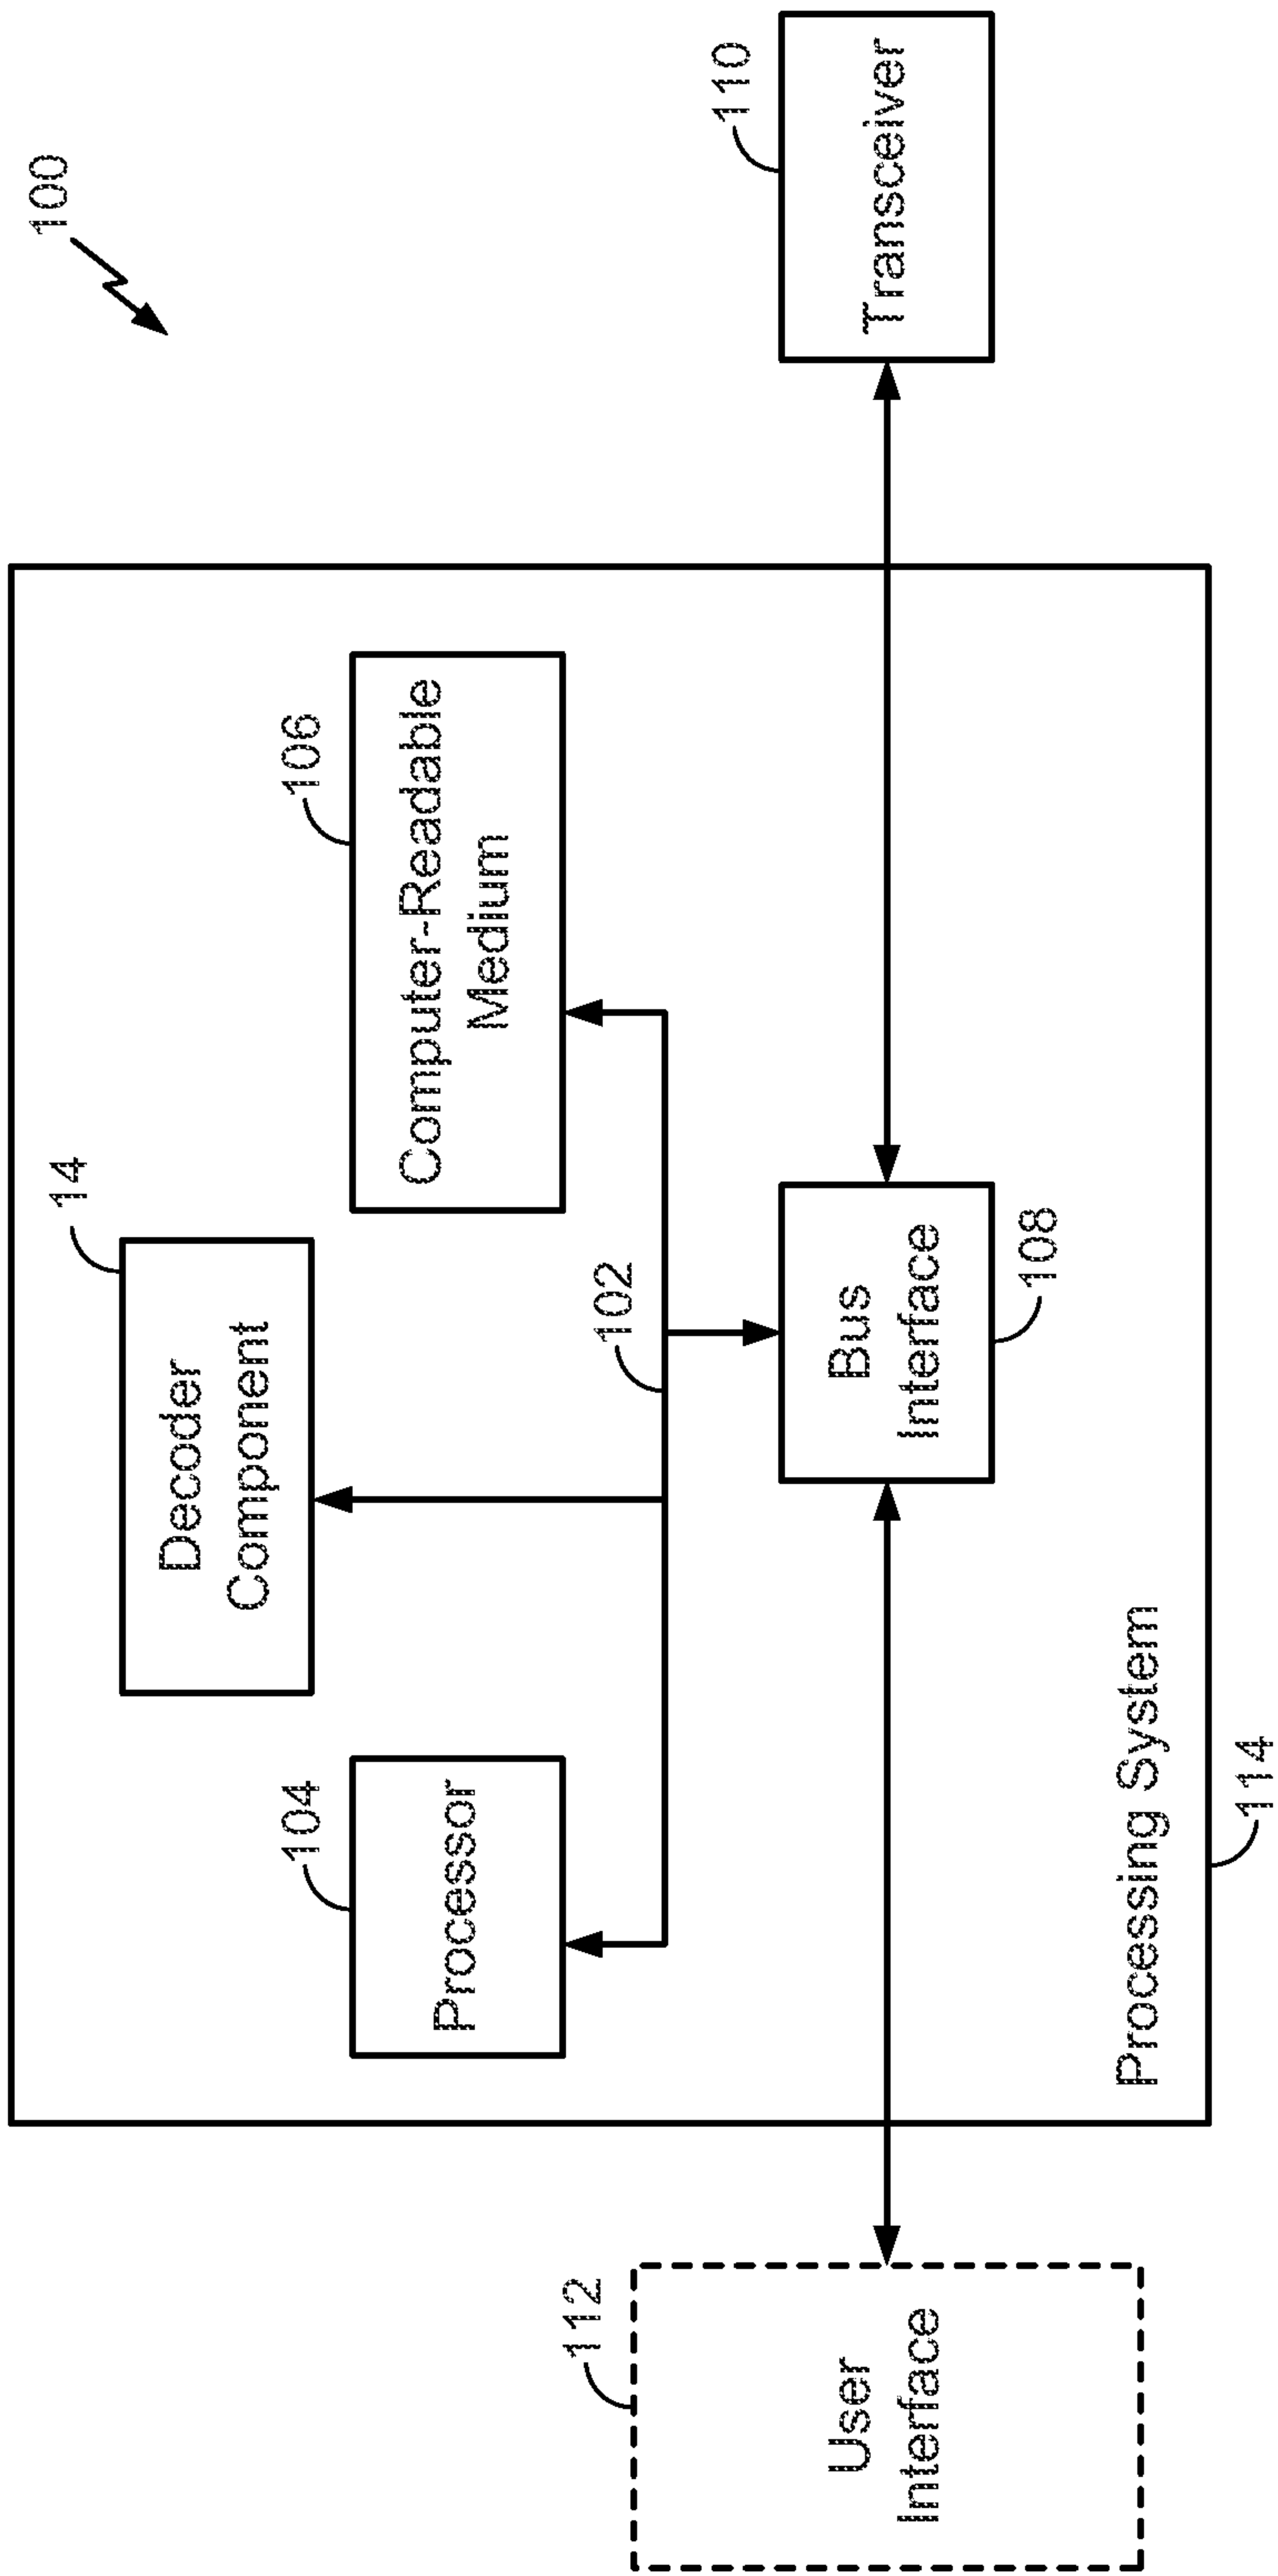 100
14
Decoder
Component
104
Processor
106
Computer-Readable
Medium
102
112
User
Interface
Bus
Interface
108
110
Transceiver
Processing System
114